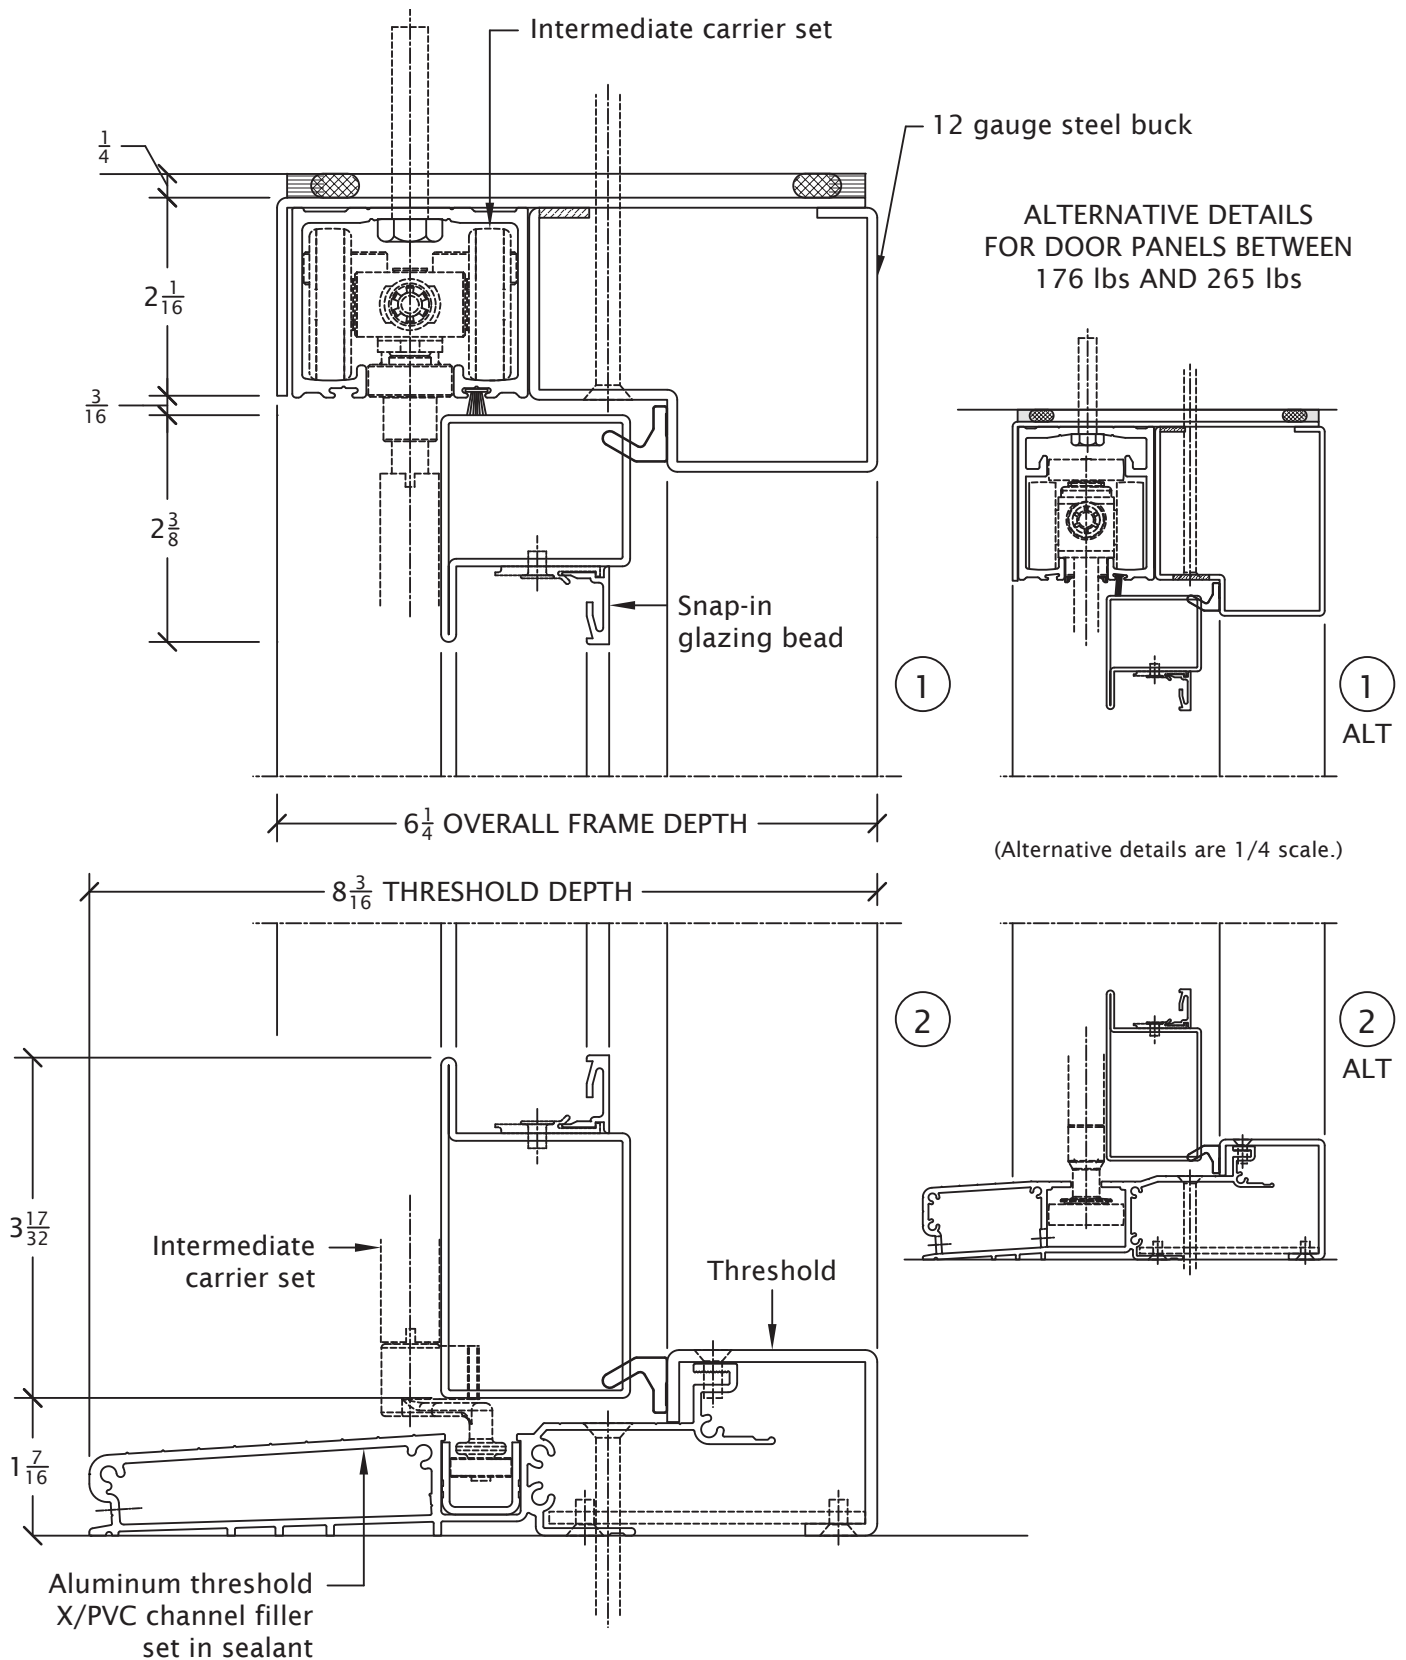 Intermediate carrier set
12 gauge steel buck
1/4
ALTERNATIVE DETAILS
FOR DOOR PANELS BETWEEN
176 lbs AND 265 lbs
2 1/16
3/16
2 3/8
Snap-in
glazing bead
1
1
ALT
6 1/4 OVERALL FRAME DEPTH
(Alternative details are 1/4 scale.)
8 3/16 THRESHOLD DEPTH
2
2
ALT
3 17/32
Intermediate
carrier set
Threshold
1 7/16
Aluminum threshold
X/PVC channel filler
set in sealant